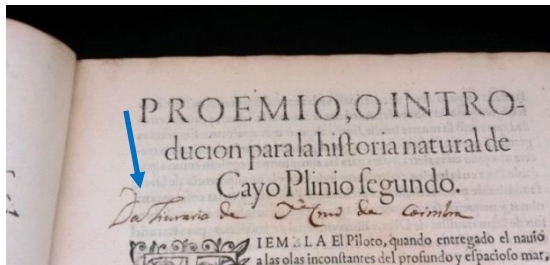 PROEMIO, O INTRO-
ducion para la historia natural de
Cayo Plinio segundo.
Da livraria de de Coimbra
IEMBLA El Piloto, quando entregado el nauio
a las olas inconstantes del profundo y espacioso mar,